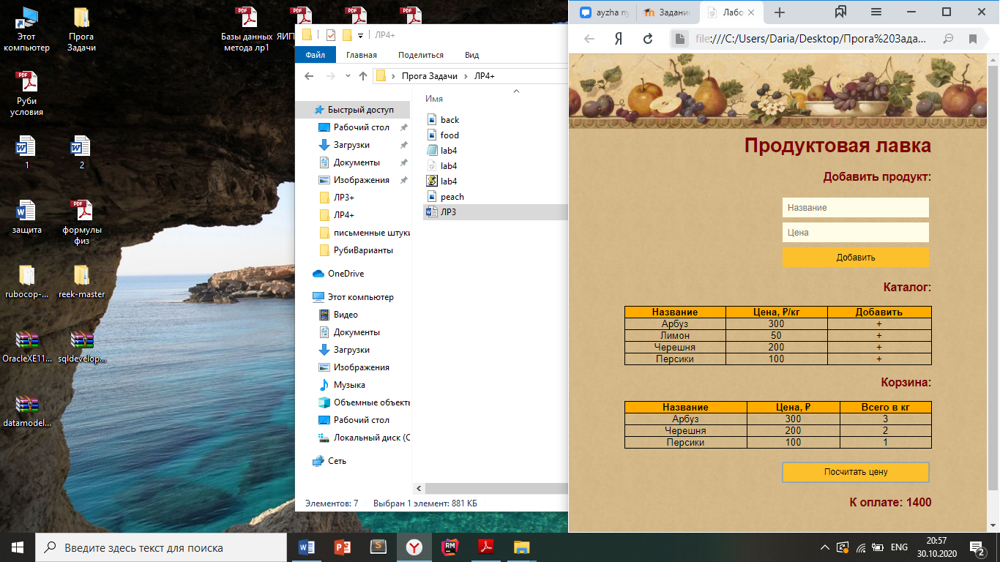 Этот
компьютер
Прога
Задачи
Базы данных
метода лр1
Руби
условия
1
2
защита
формулы
физ
rubocop-...
reek-master
OracleXE11...
sqldevelop...
datamodel...
ЛР4+
Файл
Главная
Поделиться
Вид
Прога Задачи
ЛР4+
Имя
Быстрый доступ
Рабочий стол
Загрузки
Документы
Изображения
ЛР3+
ЛР4+
письменные штуки
РубиВарианты
OneDrive
Этот компьютер
Видео
Документы
Загрузки
Изображения
Музыка
Объемные объекты
Рабочий стол
Локальный диск (C
Сеть
back
food
lab4
lab4
lab4
peach
ЛР3
Элементов: 7 Выбран 1 элемент: 881 КБ
ayzha ny
Задание
Лабо
file:///C:/Users/Daria/Desktop/Прога%20Зада...
Продуктовая лавка
Добавить продукт:
Название
Цена
Добавить
Каталог:
Название Цена, ₽/кг Добавить
Арбуз 300 +
Лимон 50 +
Черешня 200 +
Персики 100 +
Корзина:
Название Цена, ₽ Всего в кг
Арбуз 300 3
Черешня 200 2
Персики 100 1
Посчитать цену
К оплате: 1400
Введите здесь текст для поиска
ENG
20:57
30.10.2020
2